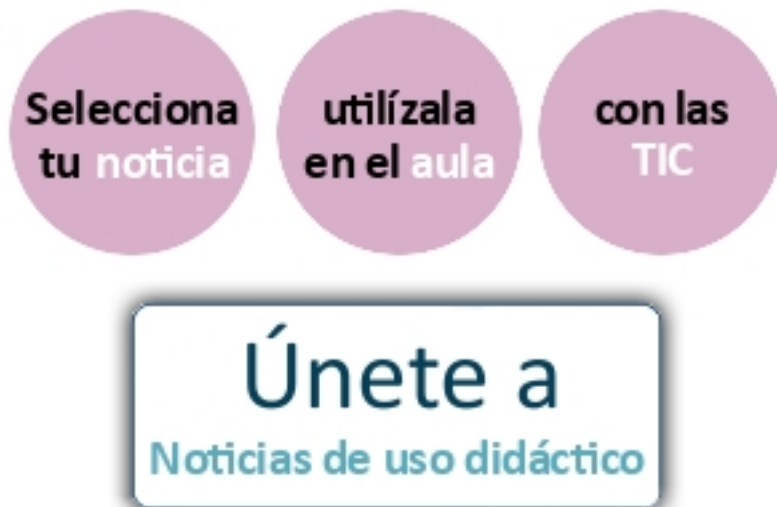 Selecciona
tu noticia
utilízala
en el aula
con las
TIC
Únete a
Noticias de uso didáctico